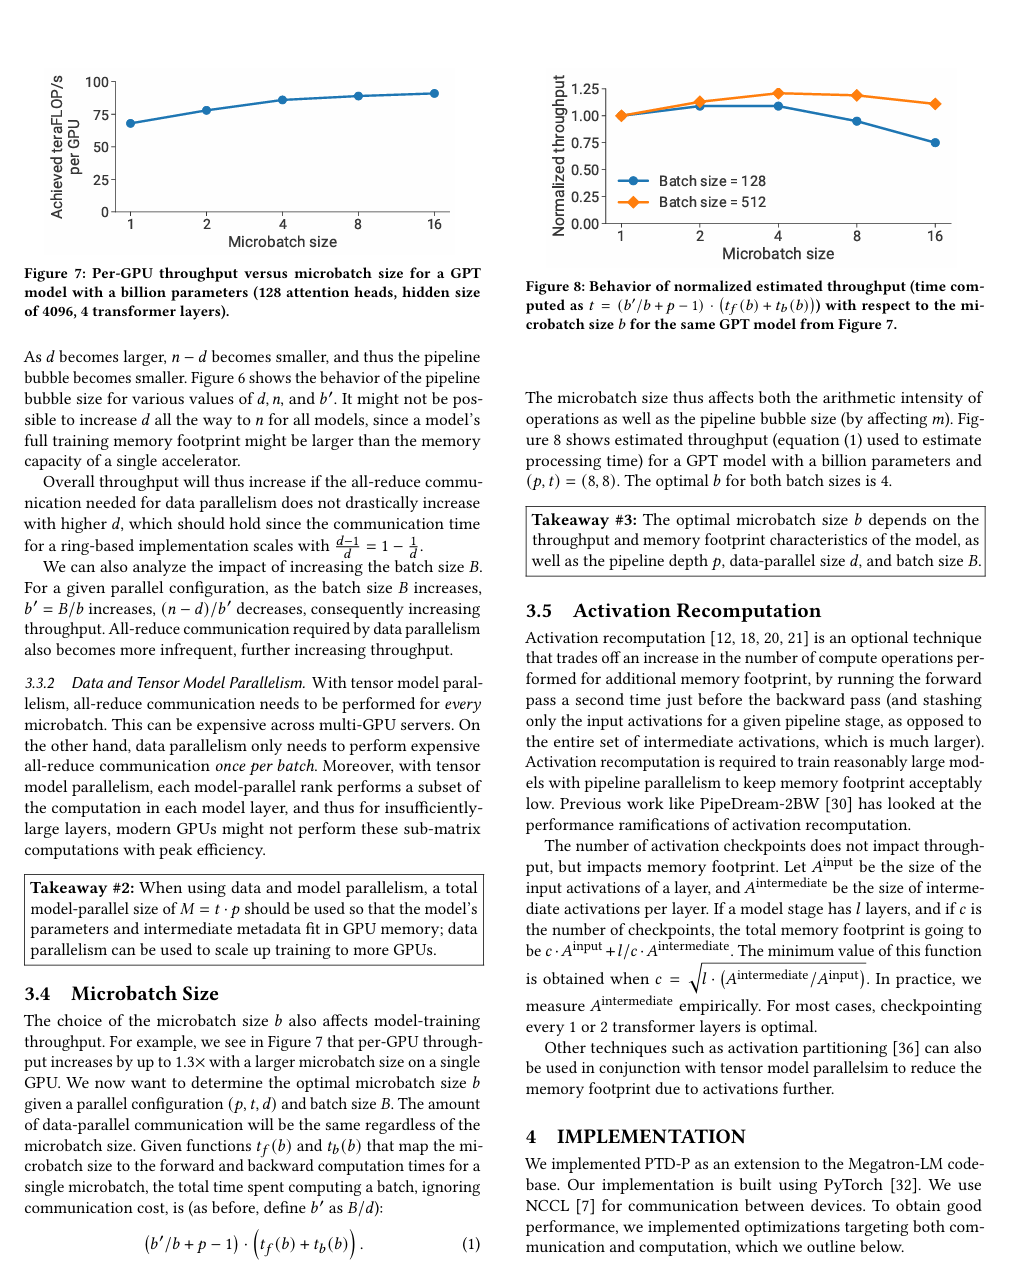 Achieved teraFLOP/s
per GPU
100
75
50
25
0
1 2 4 8 16
Microbatch size
Figure 7: Per-GPU throughput versus microbatch size for a GPT
model with a billion parameters (128 attention heads, hidden size
of 4096, 4 transformer layers).
As d becomes larger, n − d becomes smaller, and thus the pipeline
bubble becomes smaller. Figure 6 shows the behavior of the pipeline
bubble size for various values of d, n, and b′. It might not be pos-
sible to increase d all the way to n for all models, since a model's
full training memory footprint might be larger than the memory
capacity of a single accelerator.
Overall throughput will thus increase if the all-reduce commu-
nication needed for data parallelism does not drastically increase
with higher d, which should hold since the communication time
for a ring-based implementation scales with (d−1)/d = 1 − 1/d.
We can also analyze the impact of increasing the batch size B.
For a given parallel configuration, as the batch size B increases,
b′ = B/b increases, (n − d)/b′ decreases, consequently increasing
throughput. All-reduce communication required by data parallelism
also becomes more infrequent, further increasing throughput.
3.3.2 Data and Tensor Model Parallelism. With tensor model paral-
lelism, all-reduce communication needs to be performed for every
microbatch. This can be expensive across multi-GPU servers. On
the other hand, data parallelism only needs to perform expensive
all-reduce communication once per batch. Moreover, with tensor
model parallelism, each model-parallel rank performs a subset of
the computation in each model layer, and thus for insufficiently-
large layers, modern GPUs might not perform these sub-matrix
computations with peak efficiency.
Takeaway #2: When using data and model parallelism, a total
model-parallel size of M = t · p should be used so that the model's
parameters and intermediate metadata fit in GPU memory; data
parallelism can be used to scale up training to more GPUs.
3.4 Microbatch Size
The choice of the microbatch size b also affects model-training
throughput. For example, we see in Figure 7 that per-GPU through-
put increases by up to 1.3× with a larger microbatch size on a single
GPU. We now want to determine the optimal microbatch size b
given a parallel configuration (p, t, d) and batch size B. The amount
of data-parallel communication will be the same regardless of the
microbatch size. Given functions t_f(b) and t_b(b) that map the mi-
crobatch size to the forward and backward computation times for a
single microbatch, the total time spent computing a batch, ignoring
communication cost, is (as before, define b′ as B/d):
(b′/b + p − 1) · (t_f(b) + t_b(b)). (1)
Normalized throughput
1.25
1.00
0.75
0.50
0.25
0.00
Batch size = 128
Batch size = 512
1 2 4 8 16
Microbatch size
Figure 8: Behavior of normalized estimated throughput (time com-
puted as t = (b′/b + p − 1) · (t_f(b) + t_b(b))) with respect to the mi-
crobatch size b for the same GPT model from Figure 7.
The microbatch size thus affects both the arithmetic intensity of
operations as well as the pipeline bubble size (by affecting m). Fig-
ure 8 shows estimated throughput (equation (1) used to estimate
processing time) for a GPT model with a billion parameters and
(p, t) = (8, 8). The optimal b for both batch sizes is 4.
Takeaway #3: The optimal microbatch size b depends on the
throughput and memory footprint characteristics of the model, as
well as the pipeline depth p, data-parallel size d, and batch size B.
3.5 Activation Recomputation
Activation recomputation [12, 18, 20, 21] is an optional technique
that trades off an increase in the number of compute operations per-
formed for additional memory footprint, by running the forward
pass a second time just before the backward pass (and stashing
only the input activations for a given pipeline stage, as opposed to
the entire set of intermediate activations, which is much larger).
Activation recomputation is required to train reasonably large mod-
els with pipeline parallelism to keep memory footprint acceptably
low. Previous work like PipeDream-2BW [30] has looked at the
performance ramifications of activation recomputation.
The number of activation checkpoints does not impact through-
put, but impacts memory footprint. Let A^input be the size of the
input activations of a layer, and A^intermediate be the size of interme-
diate activations per layer. If a model stage has l layers, and if c is
the number of checkpoints, the total memory footprint is going to
be c · A^input + l/c · A^intermediate. The minimum value of this function
is obtained when c = √(l · (A^intermediate/A^input)). In practice, we
measure A^intermediate empirically. For most cases, checkpointing
every 1 or 2 transformer layers is optimal.
Other techniques such as activation partitioning [36] can also
be used in conjunction with tensor model parallelsim to reduce the
memory footprint due to activations further.
4 IMPLEMENTATION
We implemented PTD-P as an extension to the Megatron-LM code-
base. Our implementation is built using PyTorch [32]. We use
NCCL [7] for communication between devices. To obtain good
performance, we implemented optimizations targeting both com-
munication and computation, which we outline below.